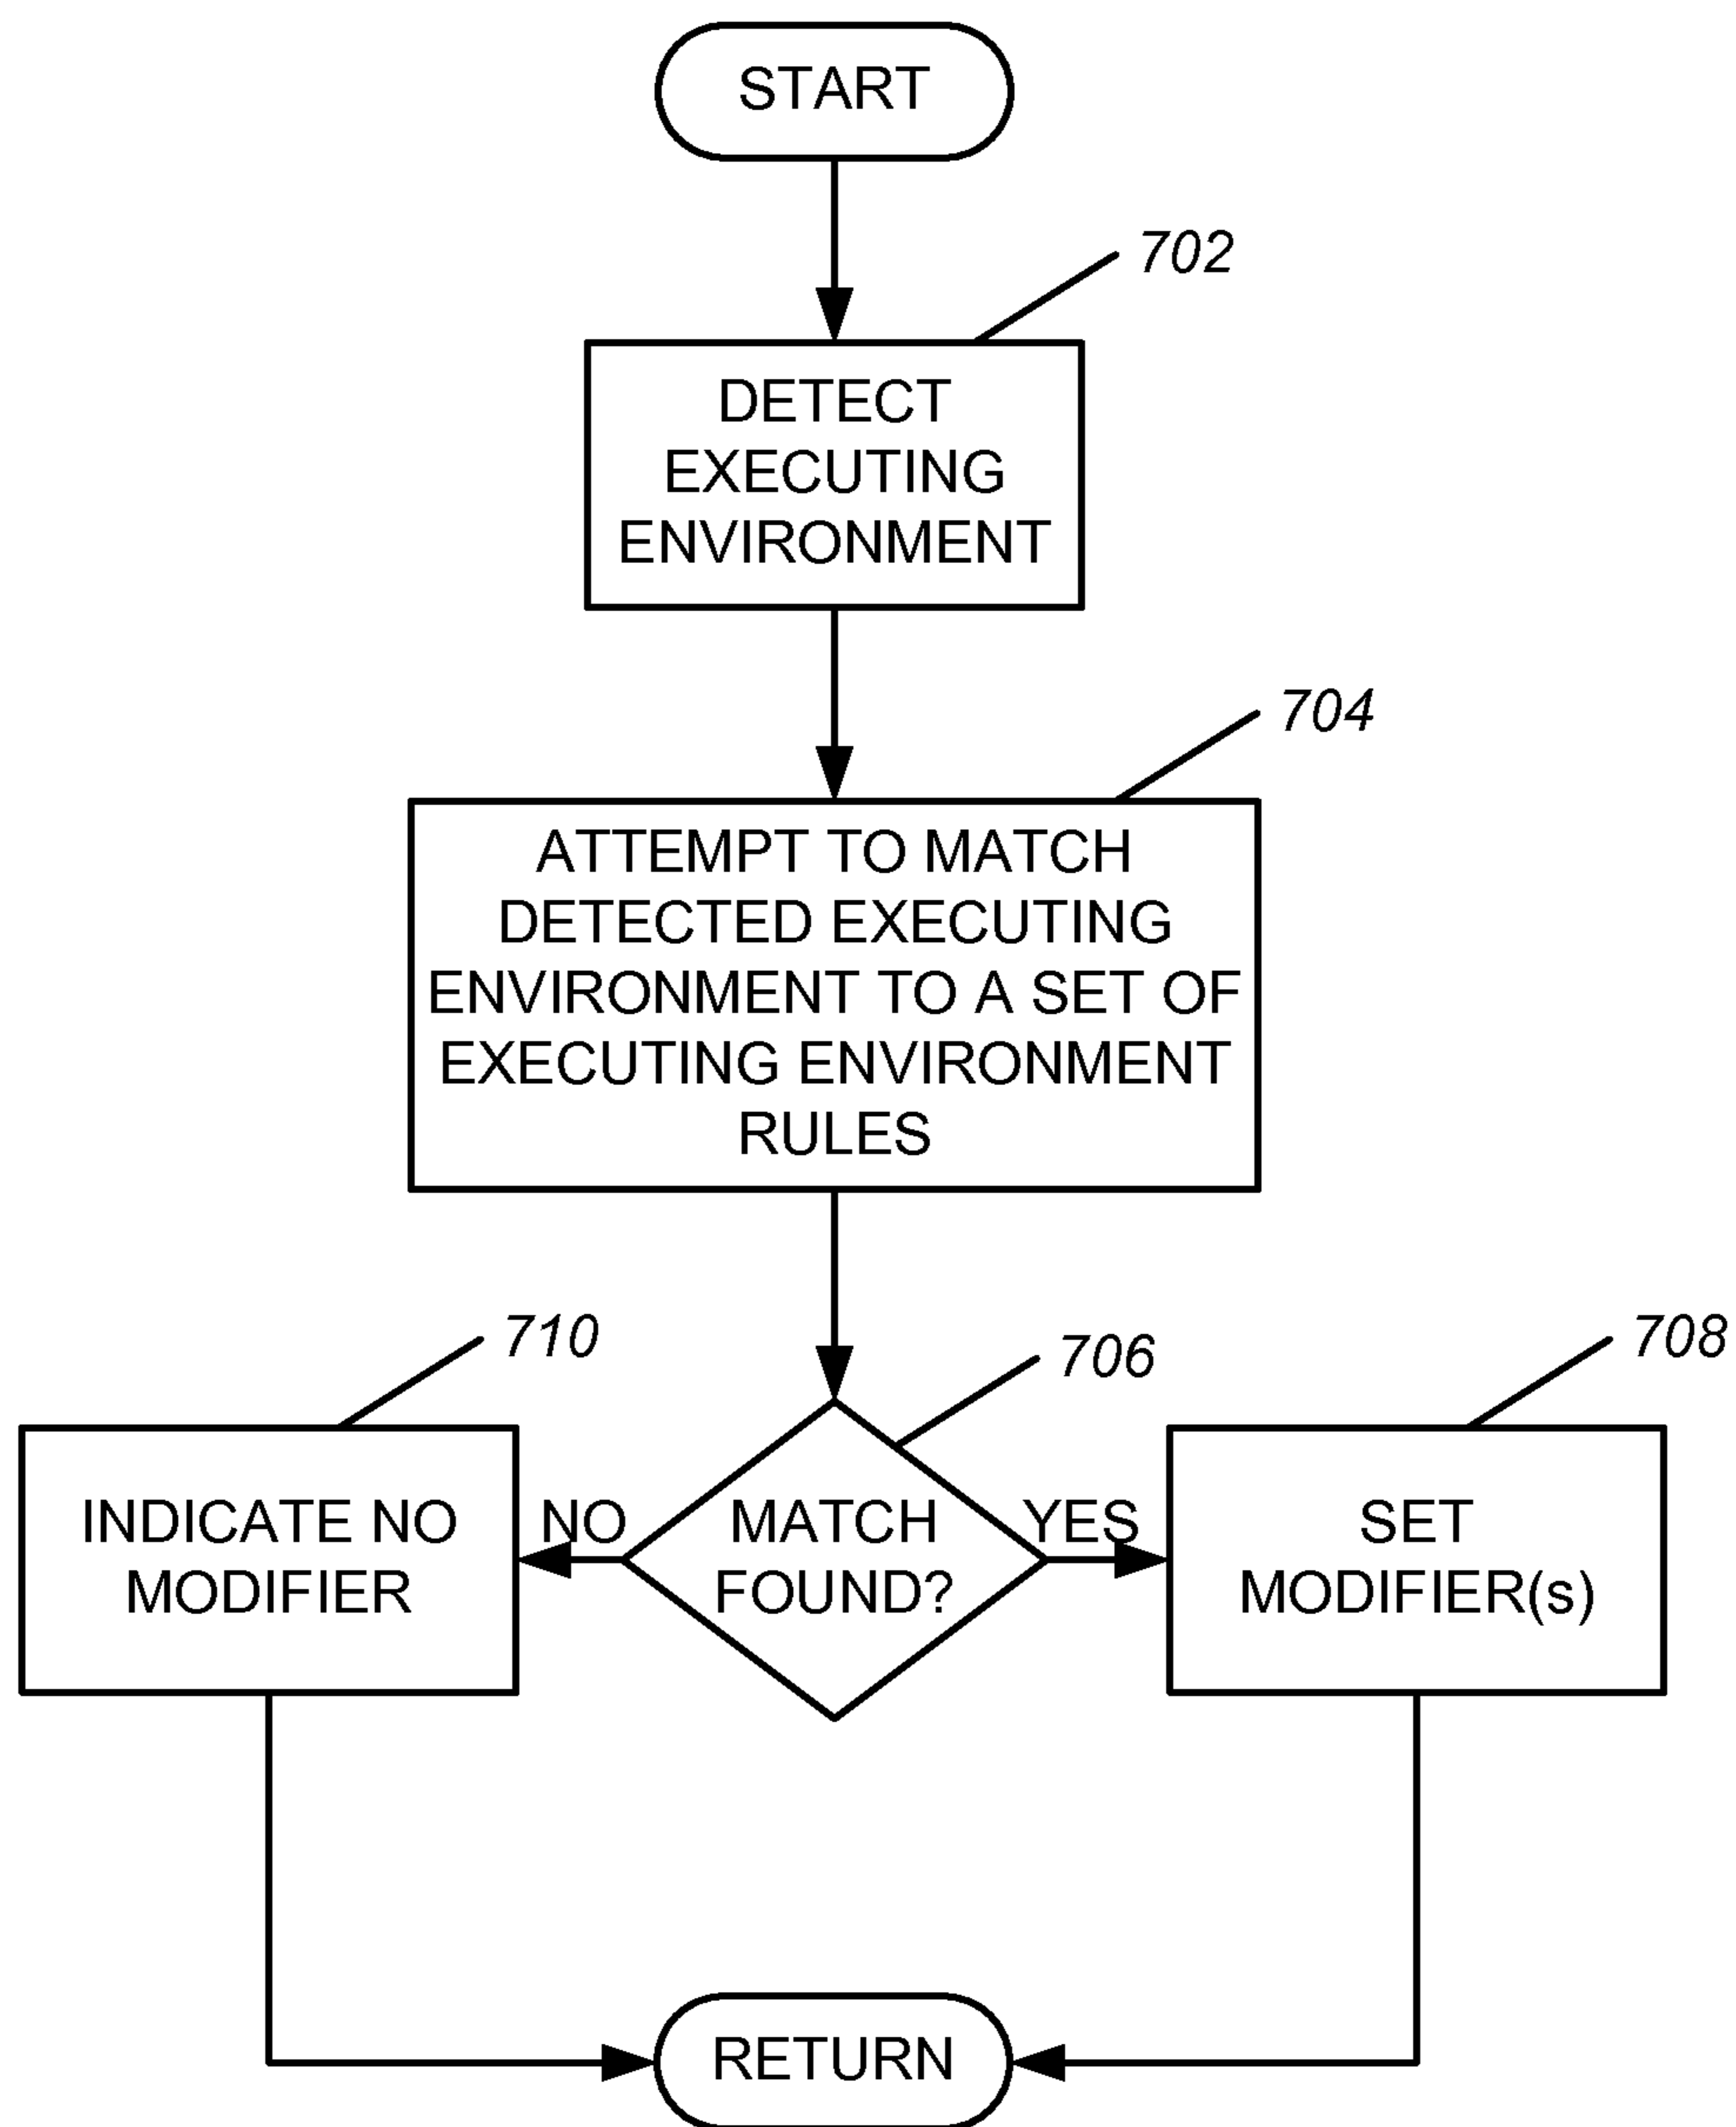 START
702
DETECT
EXECUTING
ENVIRONMENT
704
ATTEMPT TO MATCH
DETECTED EXECUTING
ENVIRONMENT TO A SET OF
EXECUTING ENVIRONMENT
RULES
710
706
708
INDICATE NO
MODIFIER
NO
MATCH
FOUND?
YES
SET
MODIFIER(s)
RETURN